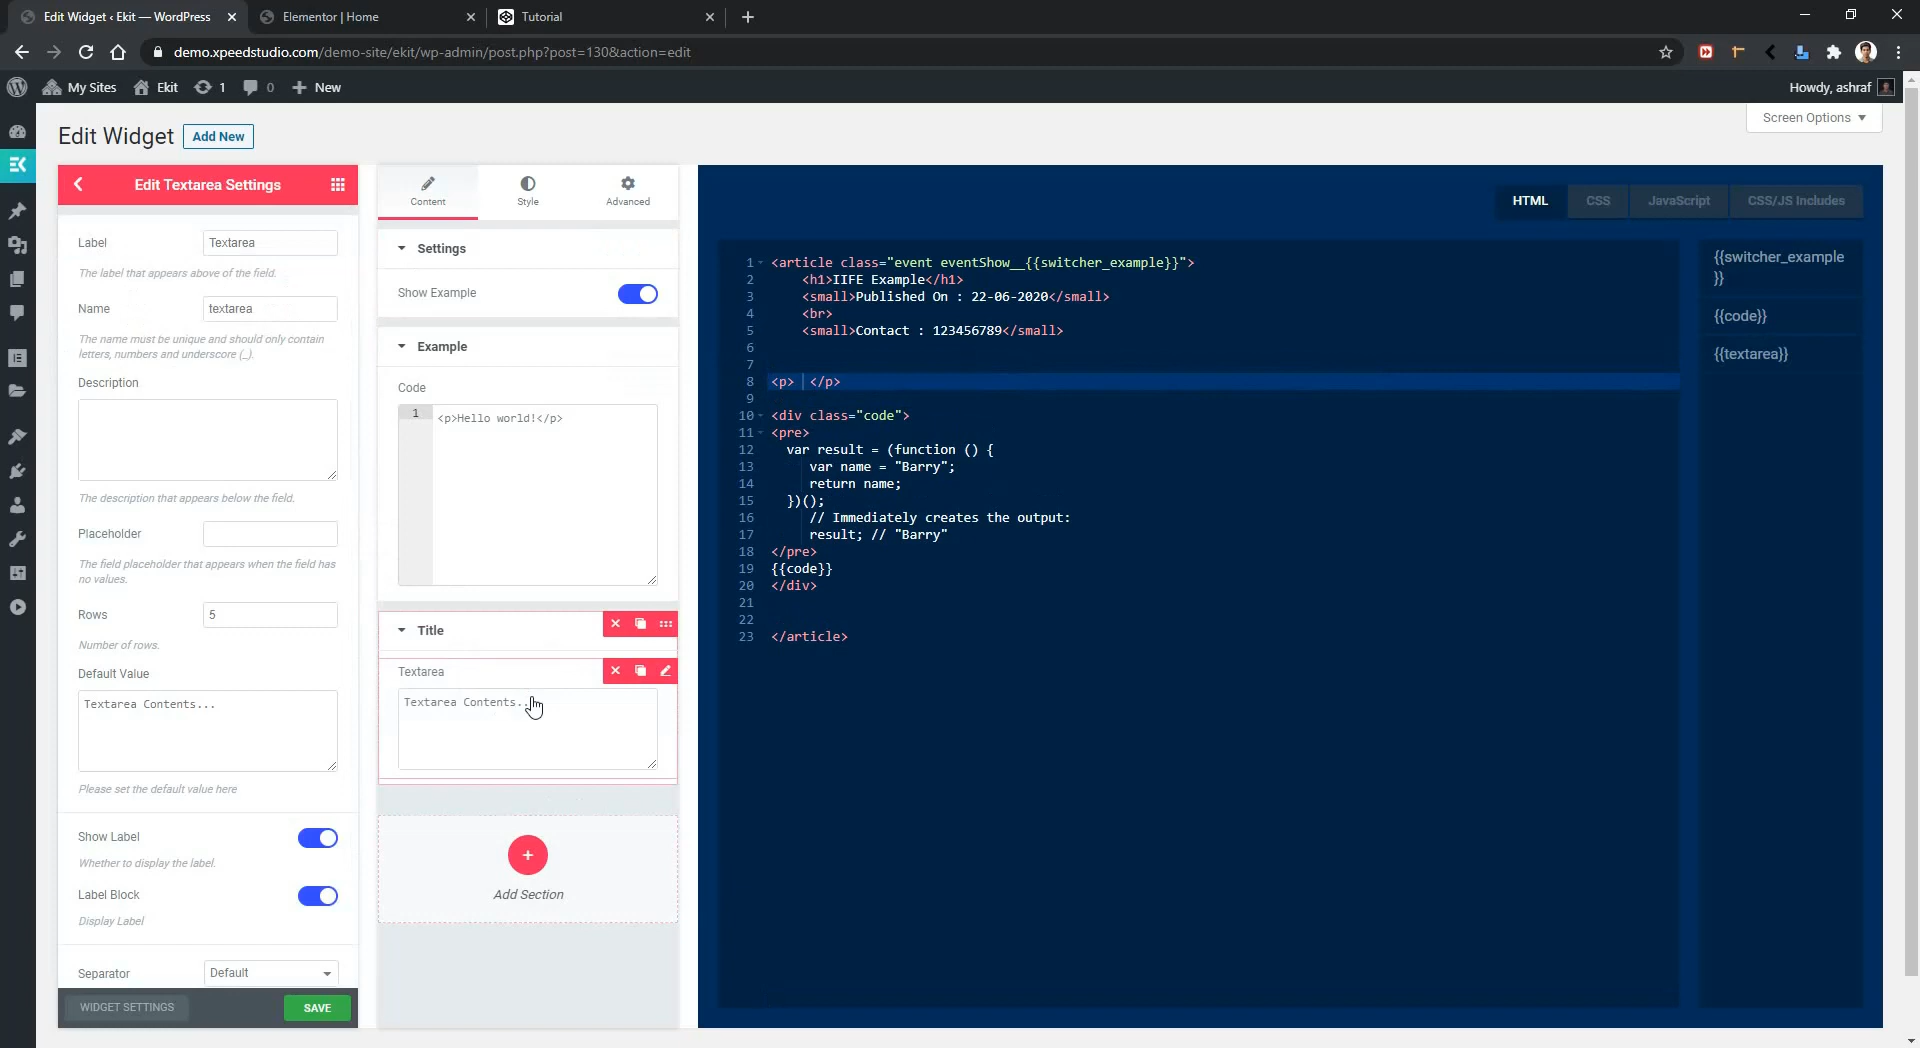 Edit Widget ‹ Ekit — WordPress
Elementor | Home
Tutorial
demo.xpeedstudio.com/demo-site/ekit/wp-admin/post.php?post=130&action=edit
My Sites
Ekit
1
0
New
Howdy, ashraf
Screen Options
Edit Widget
Add New
Edit Textarea Settings
Label
Textarea
The label that appears above of the field.
Name
textarea
The name must be unique and should only contain
letters, numbers and underscore (_).
Description
The description that appears below the field.
Placeholder
The field placeholder that appears when the field has
no values.
Rows
5
Number of rows.
Default Value
Textarea Contents...
Please set the default value here
Show Label
Whether to display the label.
Label Block
Display Label
Separator
Default
WIDGET SETTINGS
SAVE
Content
Style
Advanced
Settings
Show Example
Example
Code
1
<p>Hello world!</p>
Title
Textarea
Textarea Contents..
+
Add Section
HTML
CSS
JavaScript
CSS/JS Includes
1 <article class="event eventShow__{{switcher_example}}">
2 <h1>IIFE Example</h1>
3 <small>Published On : 22-06-2020</small>
4 <br>
5 <small>Contact : 123456789</small>
6
7
8 <p> </p>
9
10 <div class="code">
11 <pre>
12 var result = (function () {
13 var name = "Barry";
14 return name;
15 })();
16 // Immediately creates the output:
17 result; // "Barry"
18 </pre>
19 {{code}}
20 </div>
21
22
23 </article>
{{switcher_example
}}
{{code}}
{{textarea}}